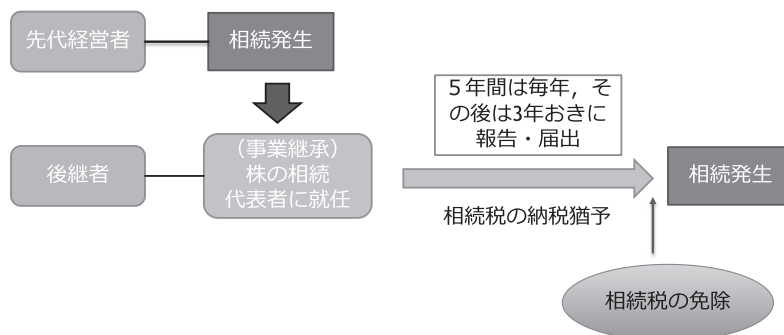 先代経営者
相続発生
５年間は毎年，そ
の後は3年おきに
報告・届出
後継者
（事業継承）
株の相続
代表者に就任
相続発生
相続税の納税猶予
相続税の免除